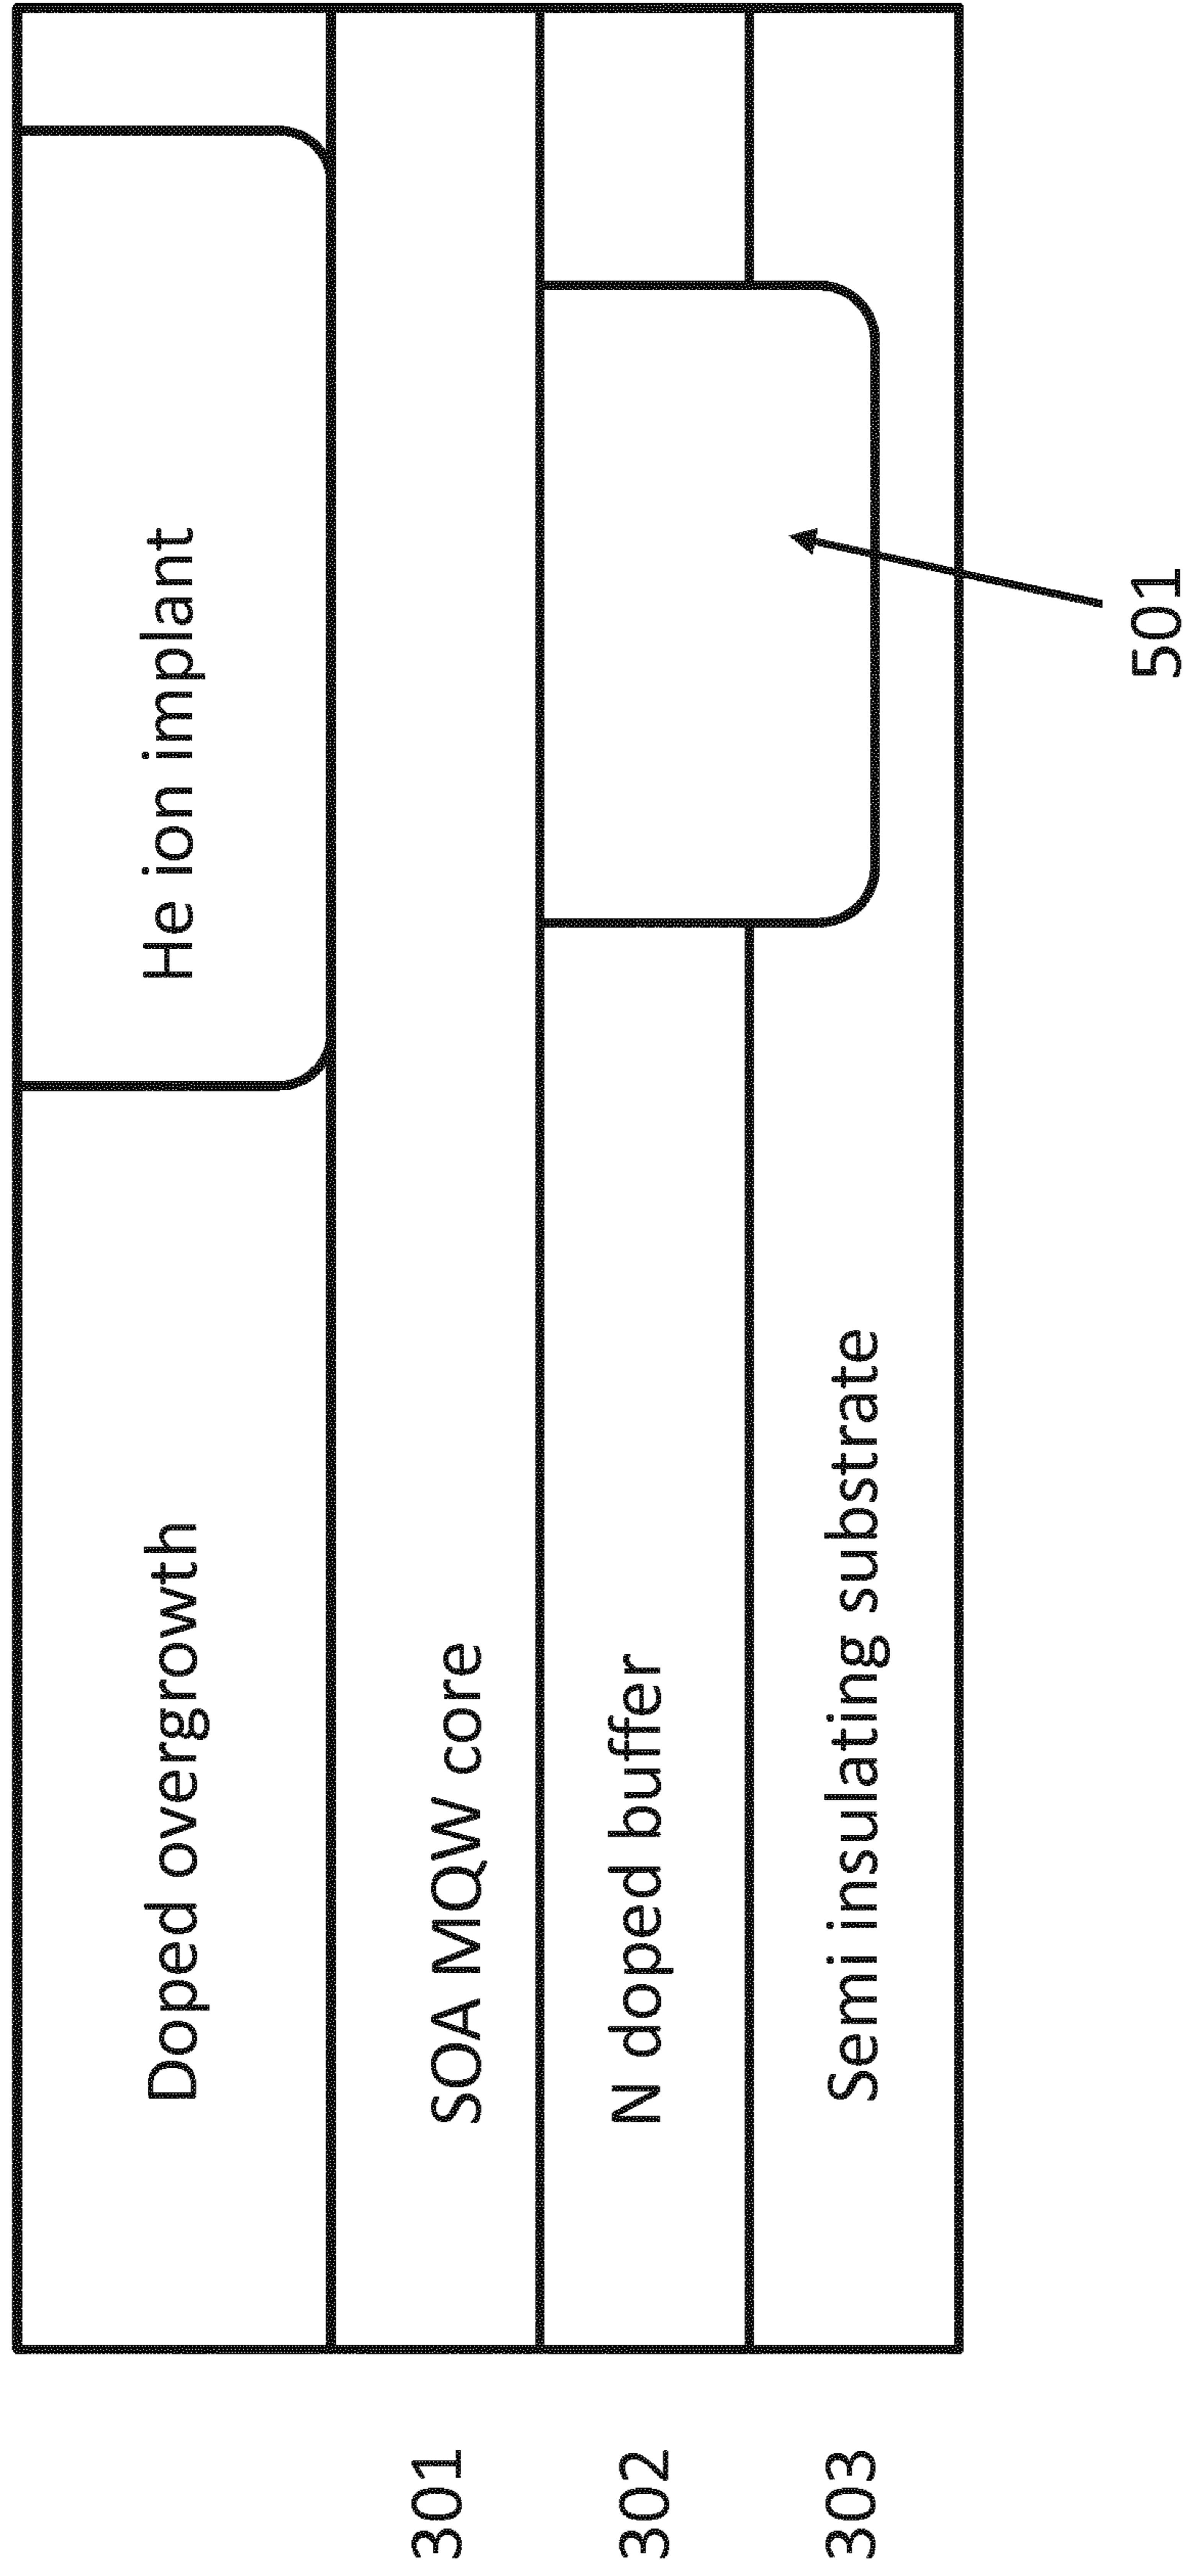 He ion implant
Doped overgrowth
301
SOA MQW core
302
N doped buffer
303
Semi insulating substrate
501